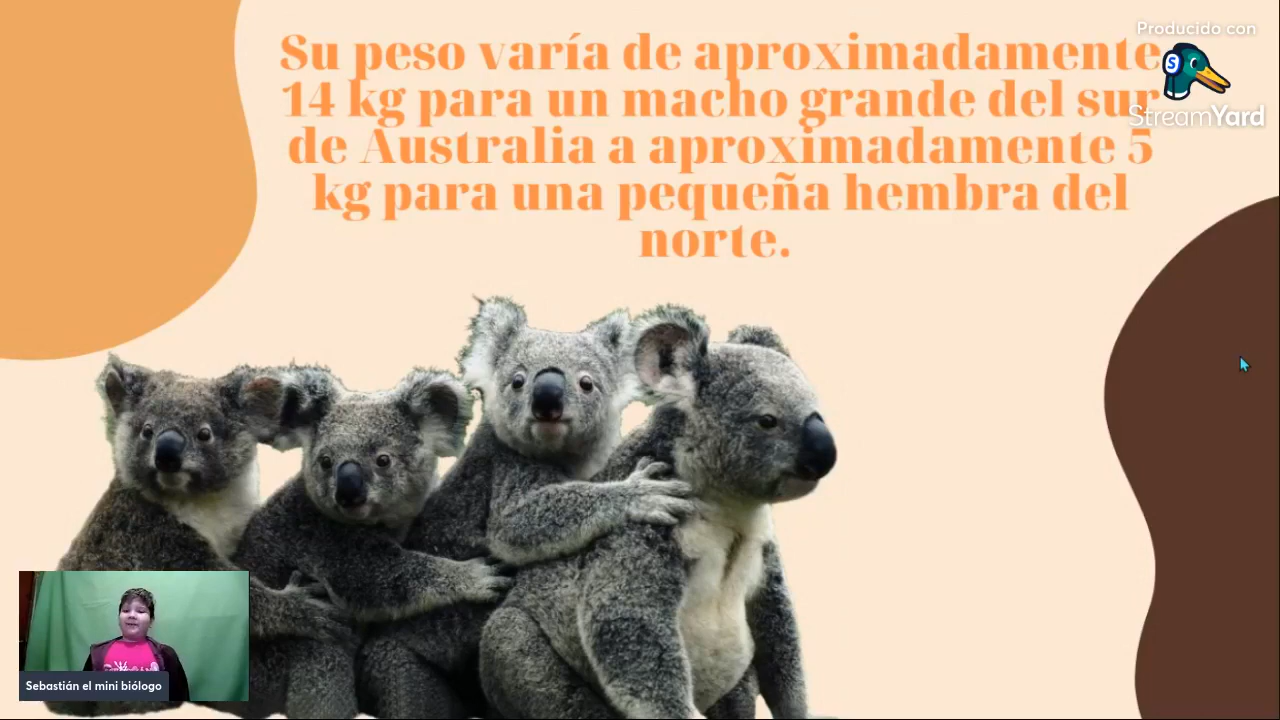 Su peso varía de aproximadamente
14 kg para un macho grande del sur
de Australia a aproximadamente 5
kg para una pequeña hembra del
norte.
Producido con
S
StreamYard
Sebastián el mini biólogo